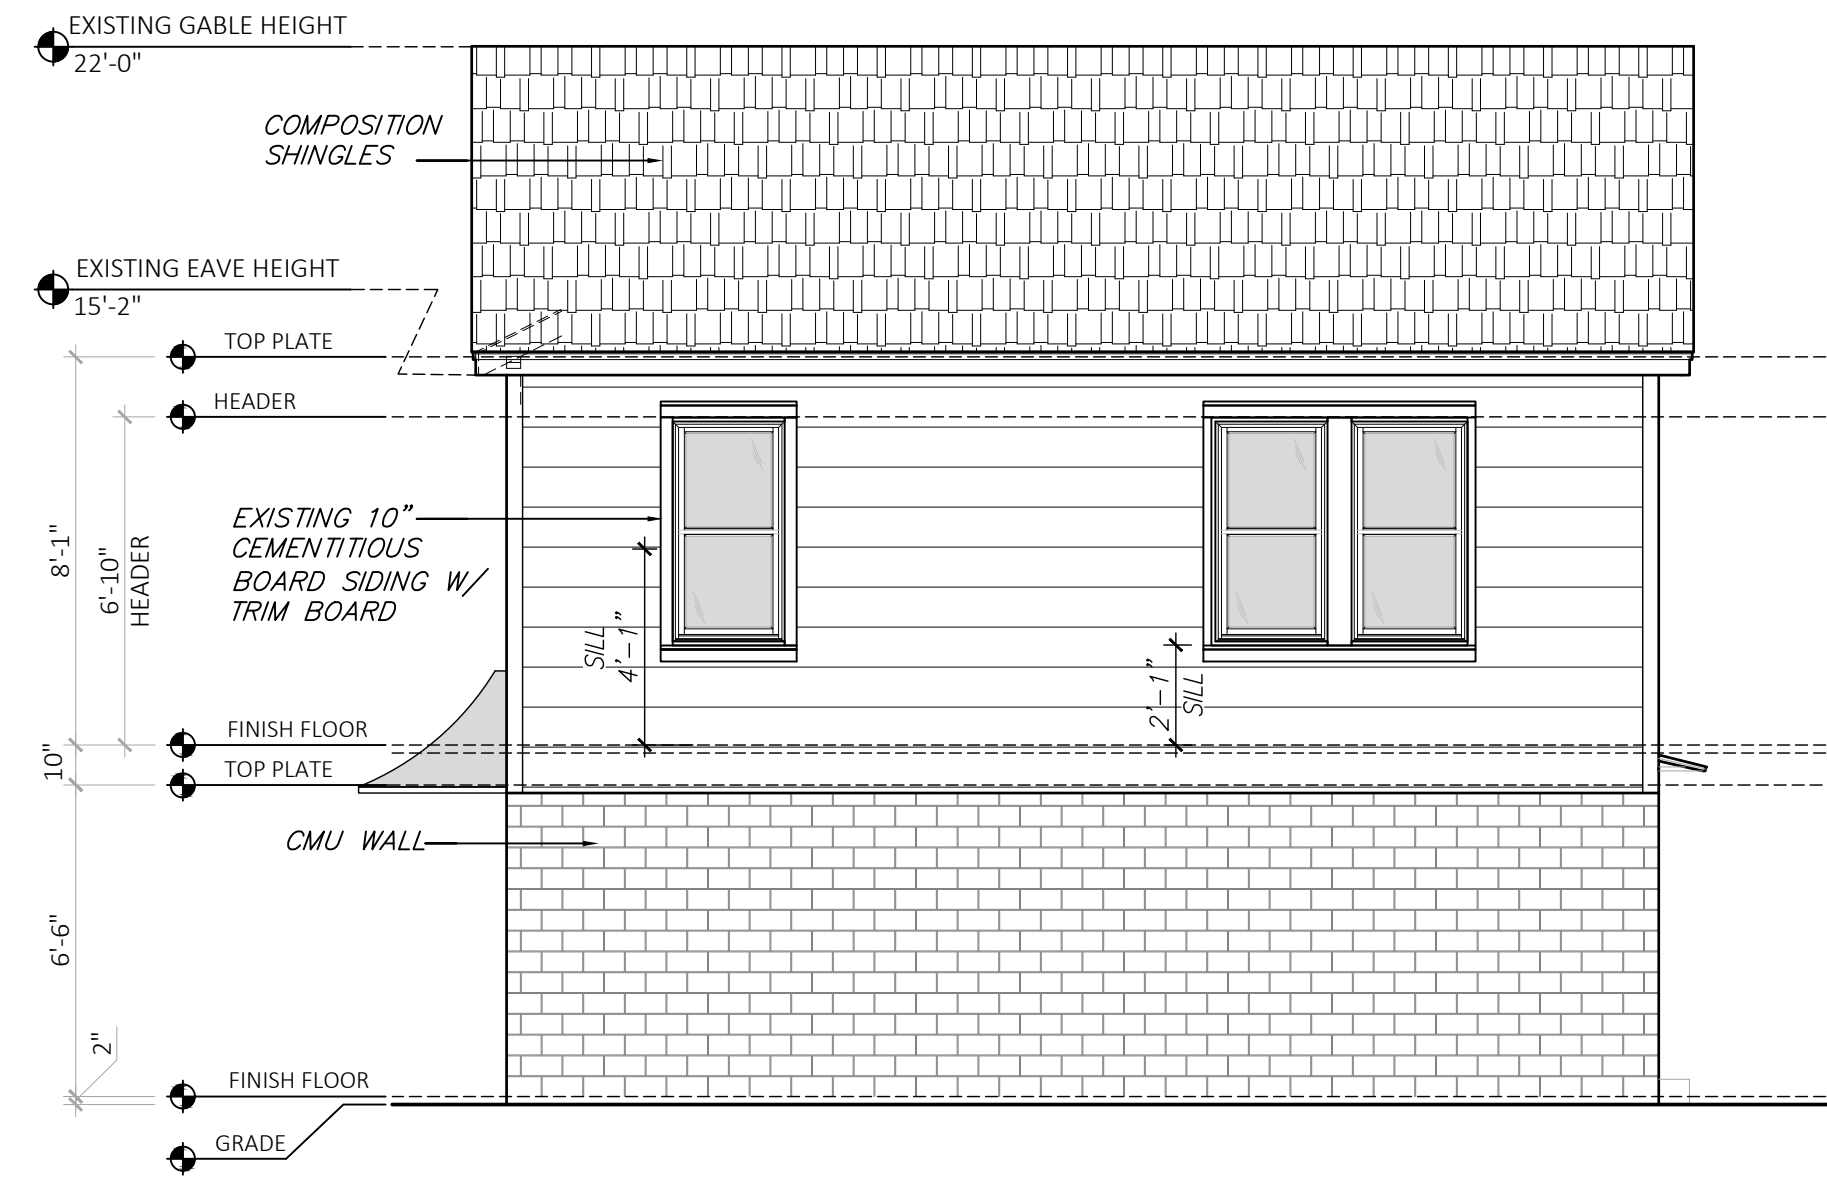 EXISTING GABLE HEIGHT
22'-0"
COMPOSITION
SHINGLES
EXISTING EAVE HEIGHT
15'-2"
TOP PLATE
HEADER
8'-1"
6'-10"
HEADER
EXISTING 10"
CEMENTITIOUS
BOARD SIDING W/
TRIM BOARD
SILL
4'-1"
2'-1"
SILL
FINISH FLOOR
10"
TOP PLATE
CMU WALL
6'-6"
2"
FINISH FLOOR
GRADE